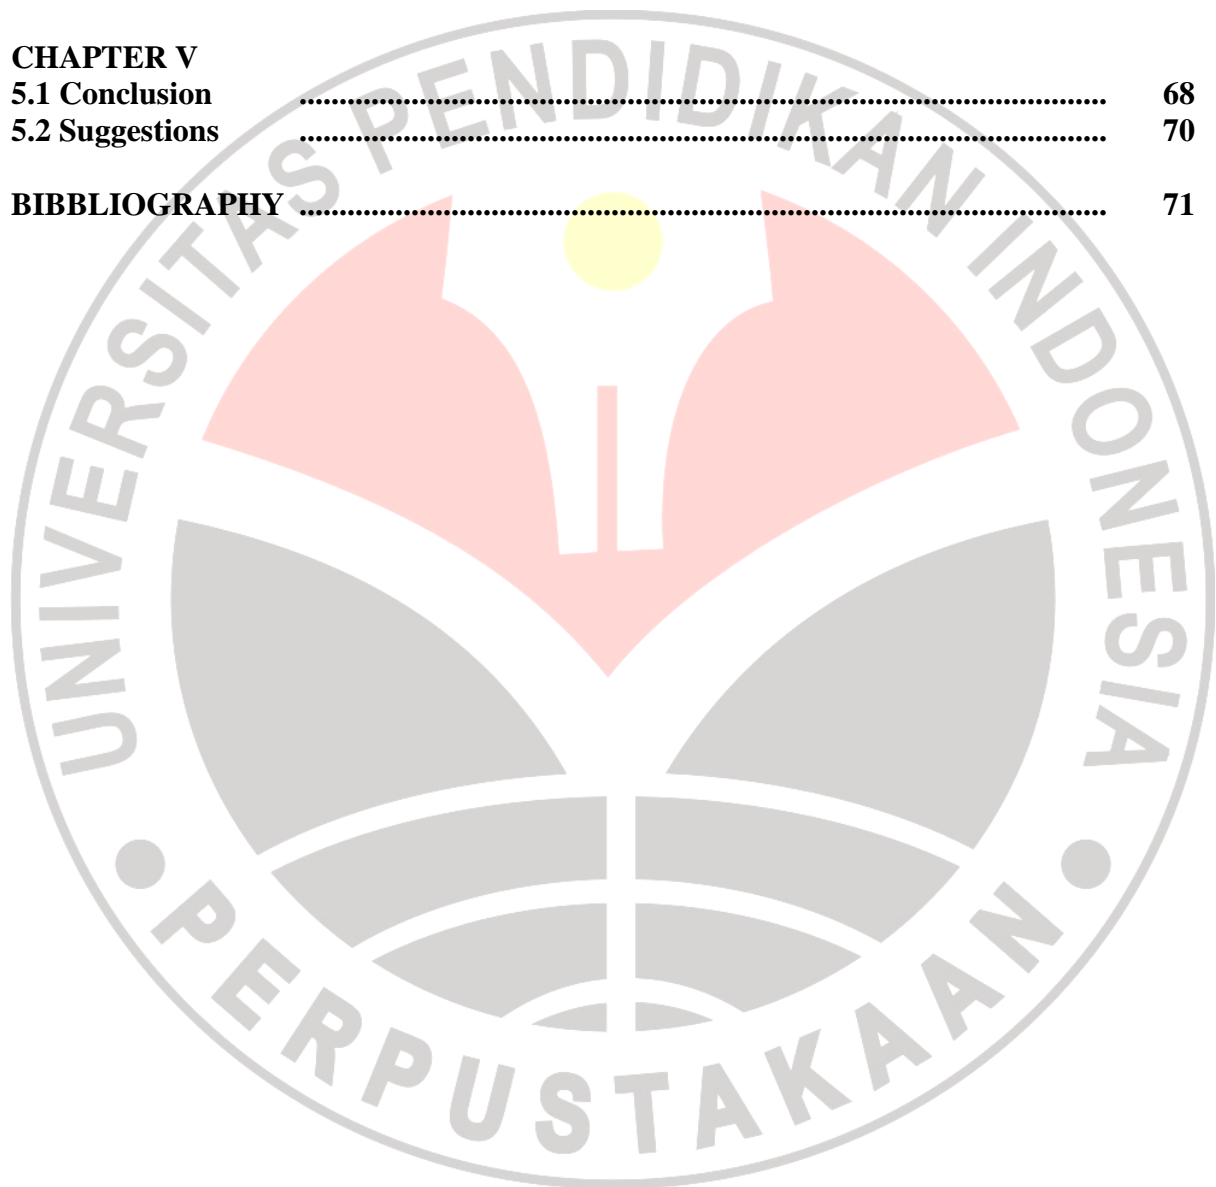 CHAPTER V
5.1 Conclusion ..................................................................................................... 68
5.2 Suggestions ..................................................................................................... 70
BIBBLIOGRAPHY ..................................................................................................... 71
UNIVERSITAS PENDIDIKAN INDONESIA
PERPUSTAKAAN